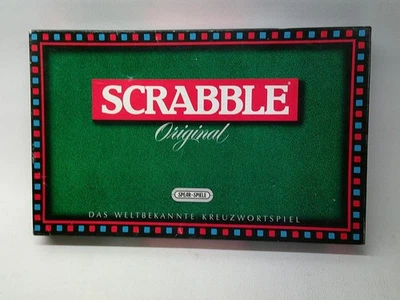 SCRABBLE
Original
SPEAR-SPIELE
DAS WELTBEKANNTE KREUZWORTSPIEL